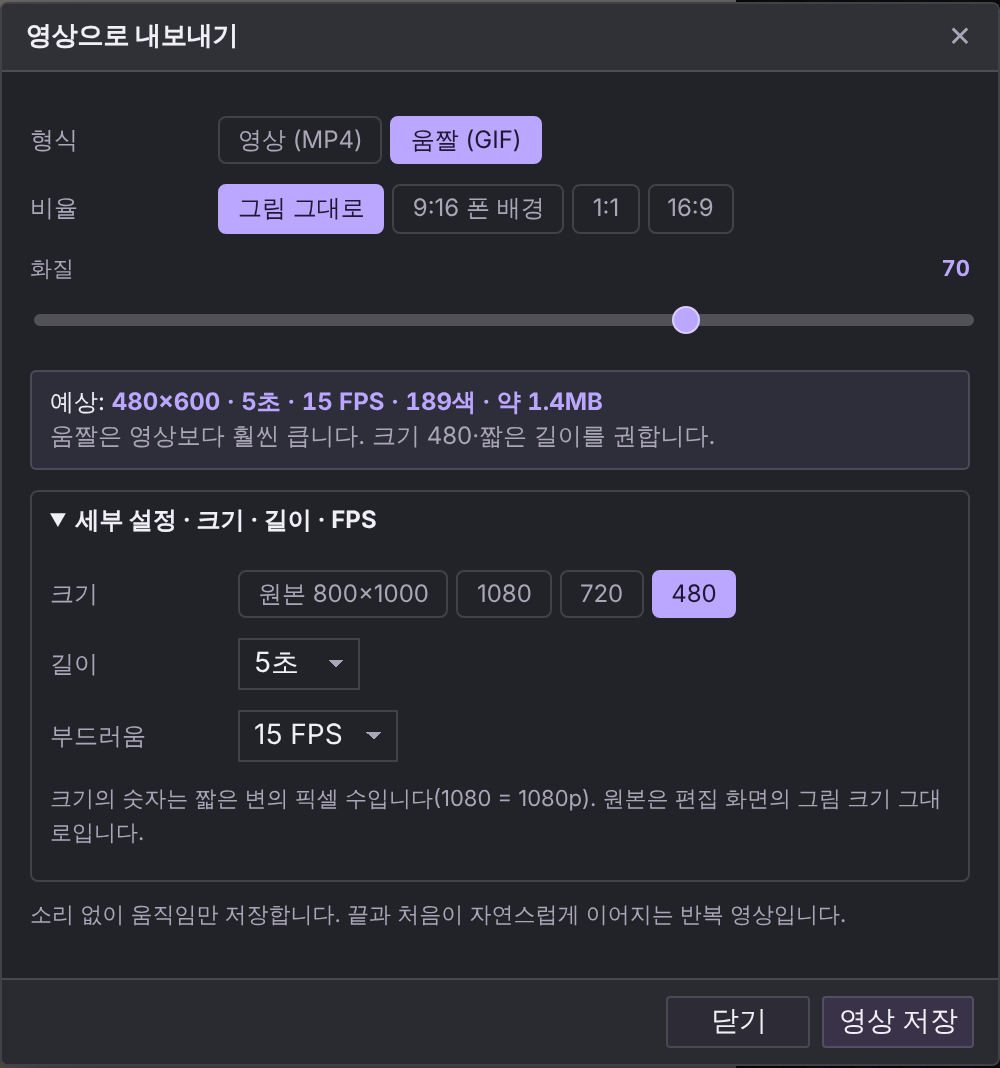 영상으로 내보내기 ×
형식 영상 (MP4) 움짤 (GIF)
비율 그림 그대로 9:16 폰 배경 1:1 16:9
화질 70
예상: 480×600 · 5초 · 15 FPS · 189색 · 약 1.4MB
움짤은 영상보다 훨씬 큽니다. 크기 480·짧은 길이를 권합니다.
▼ 세부 설정 · 크기 · 길이 · FPS
크기 원본 800×1000 1080 720 480
길이 5초
부드러움 15 FPS
크기의 숫자는 짧은 변의 픽셀 수입니다(1080 = 1080p). 원본은 편집 화면의 그림 크기 그대
로입니다.
소리 없이 움직임만 저장합니다. 끝과 처음이 자연스럽게 이어지는 반복 영상입니다.
닫기 영상 저장